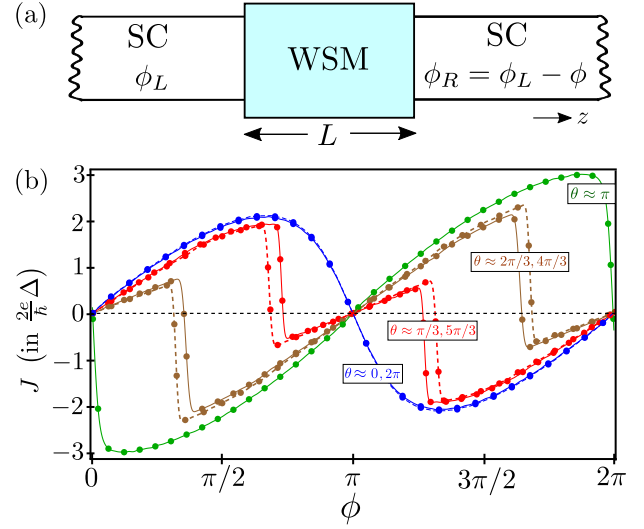 (a)
SC
WSM
SC
ϕ_L
ϕ_R = ϕ_L − ϕ
L
z
(b)
J (in 2e/ħ Δ)
3
2
1
0
−1
−2
−3
θ ≈ π
θ ≈ 2π/3, 4π/3
θ ≈ π/3, 5π/3
θ ≈ 0, 2π
0
π/2
π
3π/2
2π
ϕ